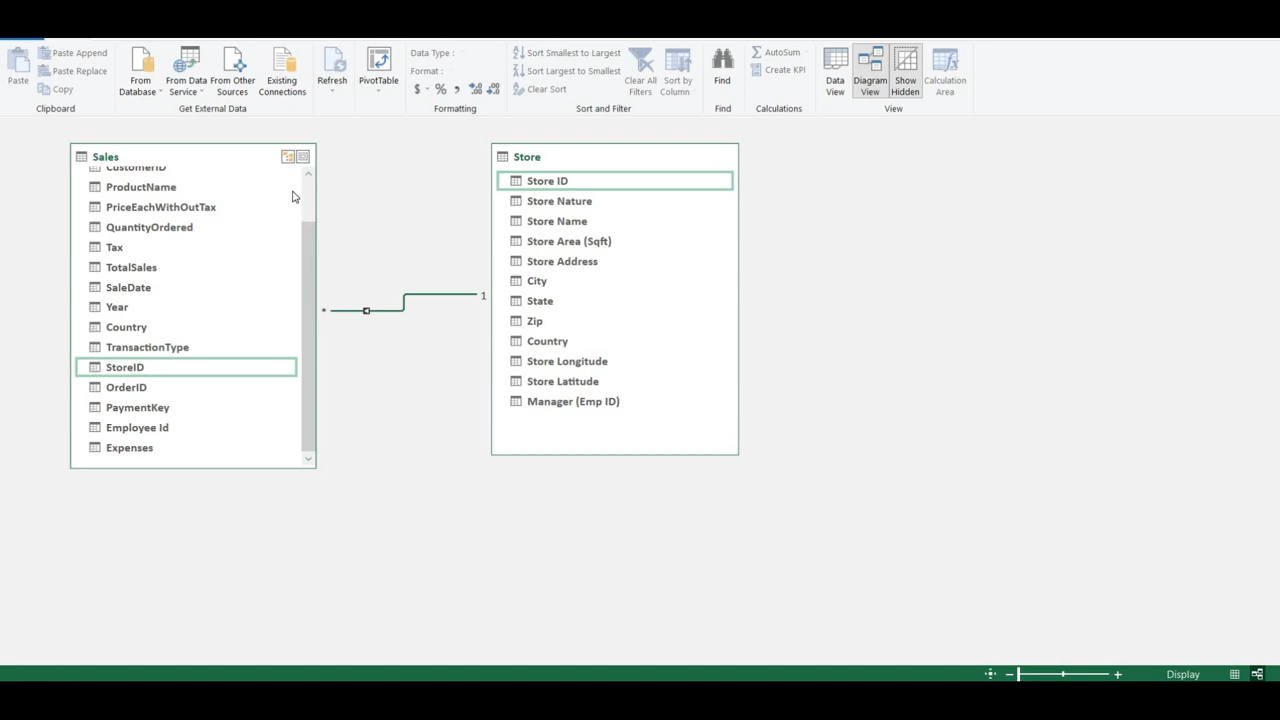 Paste
Paste Append
Paste Replace
Copy
Clipboard
From Database
From Data Service
From Other Sources
Existing Connections
Get External Data
Refresh
PivotTable
Data Type :
Format :
$ % ,
Formatting
Sort Smallest to Largest
Sort Largest to Smallest
Clear Sort
Clear All Filters
Sort by Column
Sort and Filter
Find
Find
AutoSum
Create KPI
Calculations
Data View
Diagram View
Show Hidden
Calculation Area
View
Sales
CustomerID
ProductName
PriceEachWithOutTax
QuantityOrdered
Tax
TotalSales
SaleDate
Year
Country
TransactionType
StoreID
OrderID
PaymentKey
Employee Id
Expenses
* 1
Store
Store ID
Store Nature
Store Name
Store Area (Sqft)
Store Address
City
State
Zip
Country
Store Longitude
Store Latitude
Manager (Emp ID)
Display